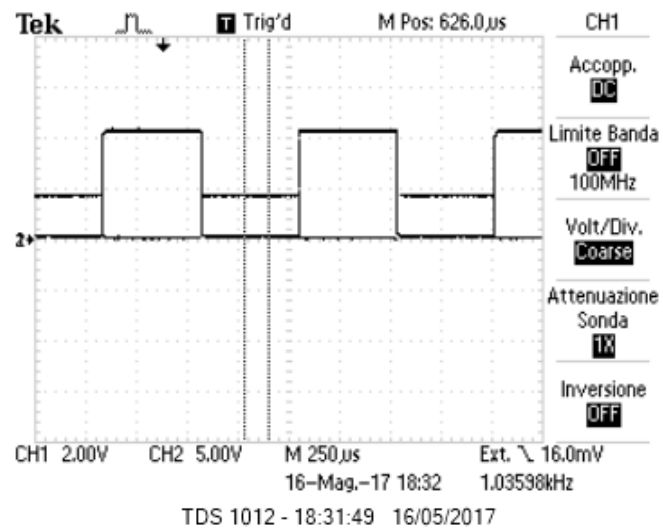 Tek T Trig'd M Pos: 626.0µs CH1
Accopp.
DC
Limite Banda
OFF
100MHz
Volt/Div.
Coarse
2
Attenuazione
Sonda
1X
Inversione
OFF
CH1 2.00V CH2 5.00V M 250µs Ext. 16.0mV
16-Mag.-17 18:32 1.03598kHz
TDS 1012 - 18:31:49 16/05/2017